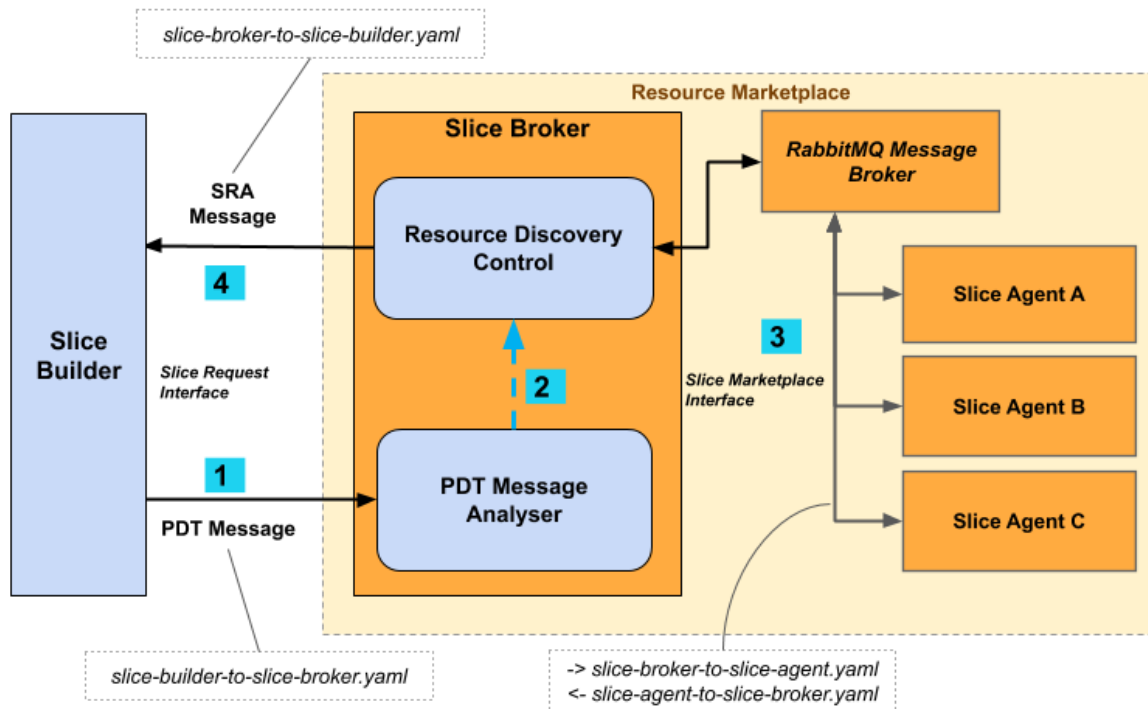 slice-broker-to-slice-builder.yaml
Resource Marketplace
Slice Broker
RabbitMQ Message
Broker
SRA
Message
Resource Discovery
Control
4
Slice Agent A
Slice
Builder
Slice Request
Interface
2
3
Slice Marketplace
Interface
Slice Agent B
1
PDT Message
PDT Message
Analyser
Slice Agent C
slice-builder-to-slice-broker.yaml
-> slice-broker-to-slice-agent.yaml
<- slice-agent-to-slice-broker.yaml